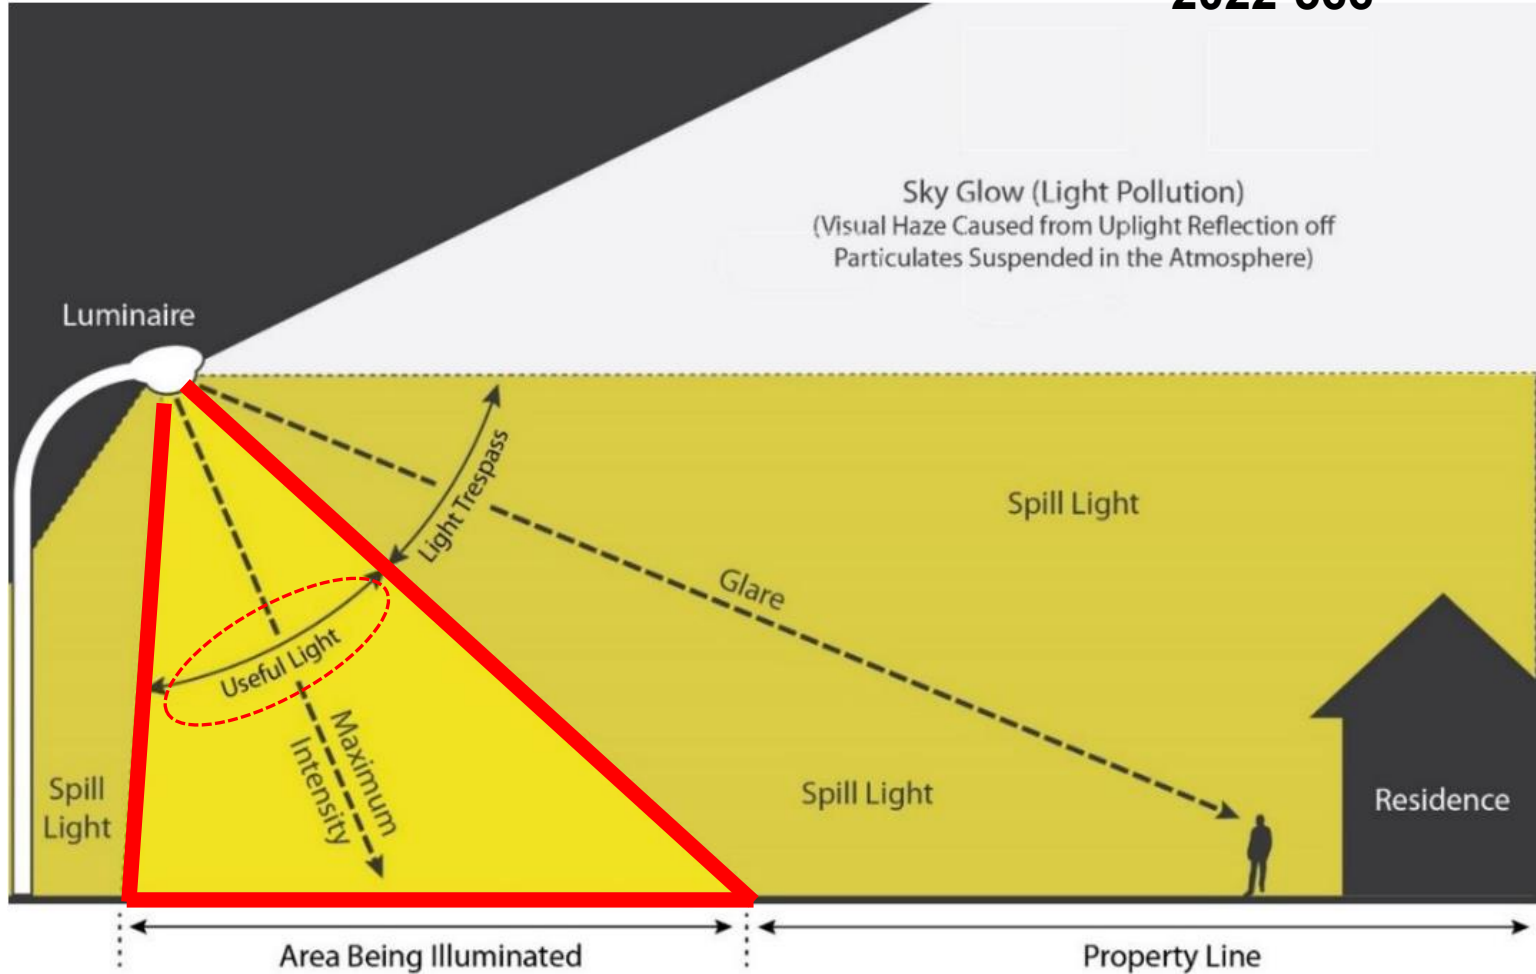 Sky Glow (Light Pollution)
(Visual Haze Caused from Uplight Reflection off
Particulates Suspended in the Atmosphere)
Luminaire
Light Trespass
Spill Light
Glare
Useful Light
Maximum
Intensity
Spill
Light
Spill Light
Residence
Area Being Illuminated
Property Line